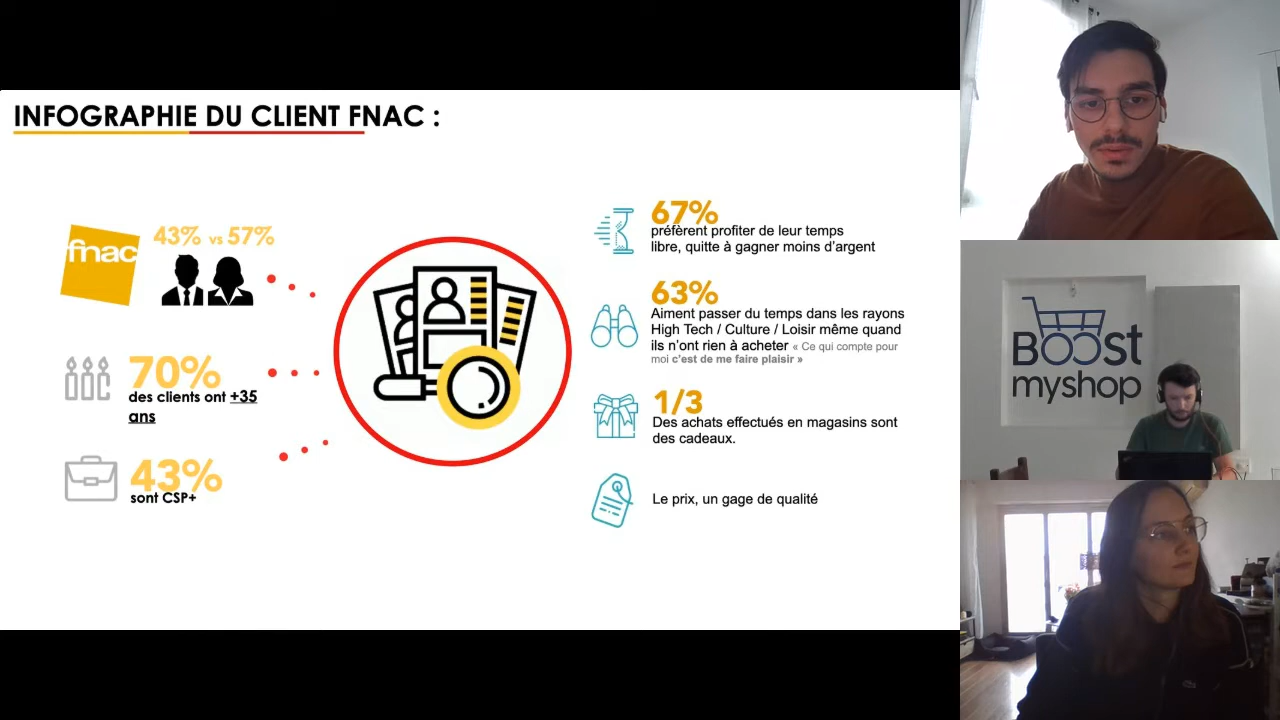 INFOGRAPHIE DU CLIENT FNAC :
fnac
43% vs 57%
70%
des clients ont +35
ans
43%
sont CSP+
67%
préfèrent profiter de leur temps
libre, quitte à gagner moins d'argent
63%
Aiment passer du temps dans les rayons
High Tech / Culture / Loisir même quand
ils n'ont rien à acheter « Ce qui compte pour
moi c'est de me faire plaisir »
1/3
Des achats effectués en magasins sont
des cadeaux.
Le prix, un gage de qualité
BOOst
myshop